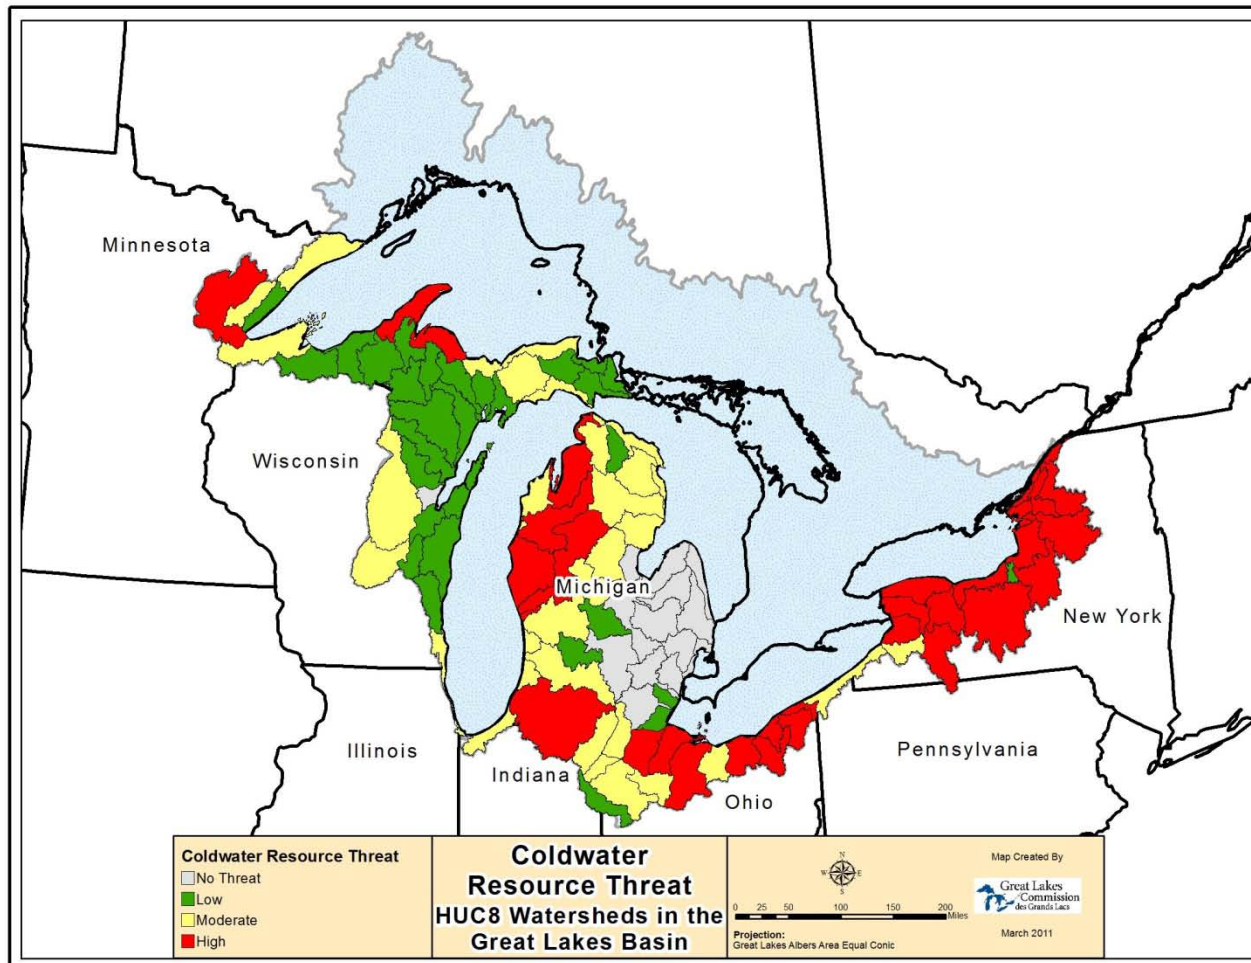 Minnesota
Wisconsin
Michigan
New York
Illinois
Indiana
Ohio
Pennsylvania
Coldwater Resource Threat
No Threat
Low
Moderate
High
Coldwater
Resource Threat
HUC8 Watersheds in the
Great Lakes Basin
N
W E
S
0 25 50 100 150 200
Miles
Projection:
Great Lakes Albers Area Equal Conic
Map Created By
Great Lakes
Commission
des Grands Lacs
March 2011